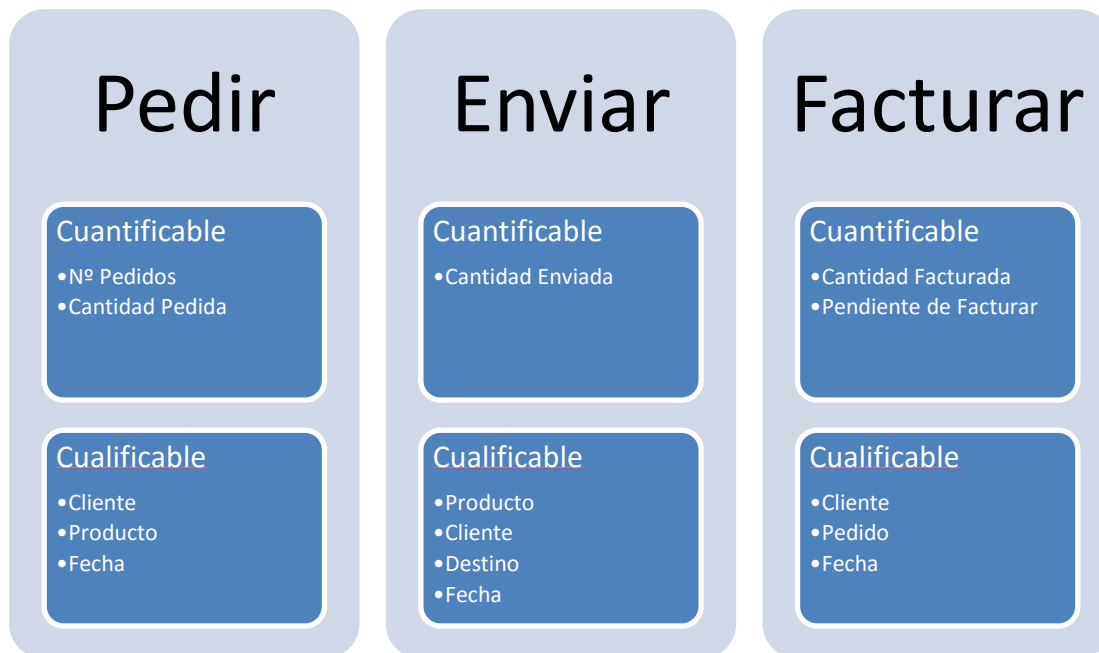 Pedir
Cuantificable
•Nº Pedidos
•Cantidad Pedida
Cualificable
•Cliente
•Producto
•Fecha
Enviar
Cuantificable
•Cantidad Enviada
Cualificable
•Producto
•Cliente
•Destino
•Fecha
Facturar
Cuantificable
•Cantidad Facturada
•Pendiente de Facturar
Cualificable
•Cliente
•Pedido
•Fecha